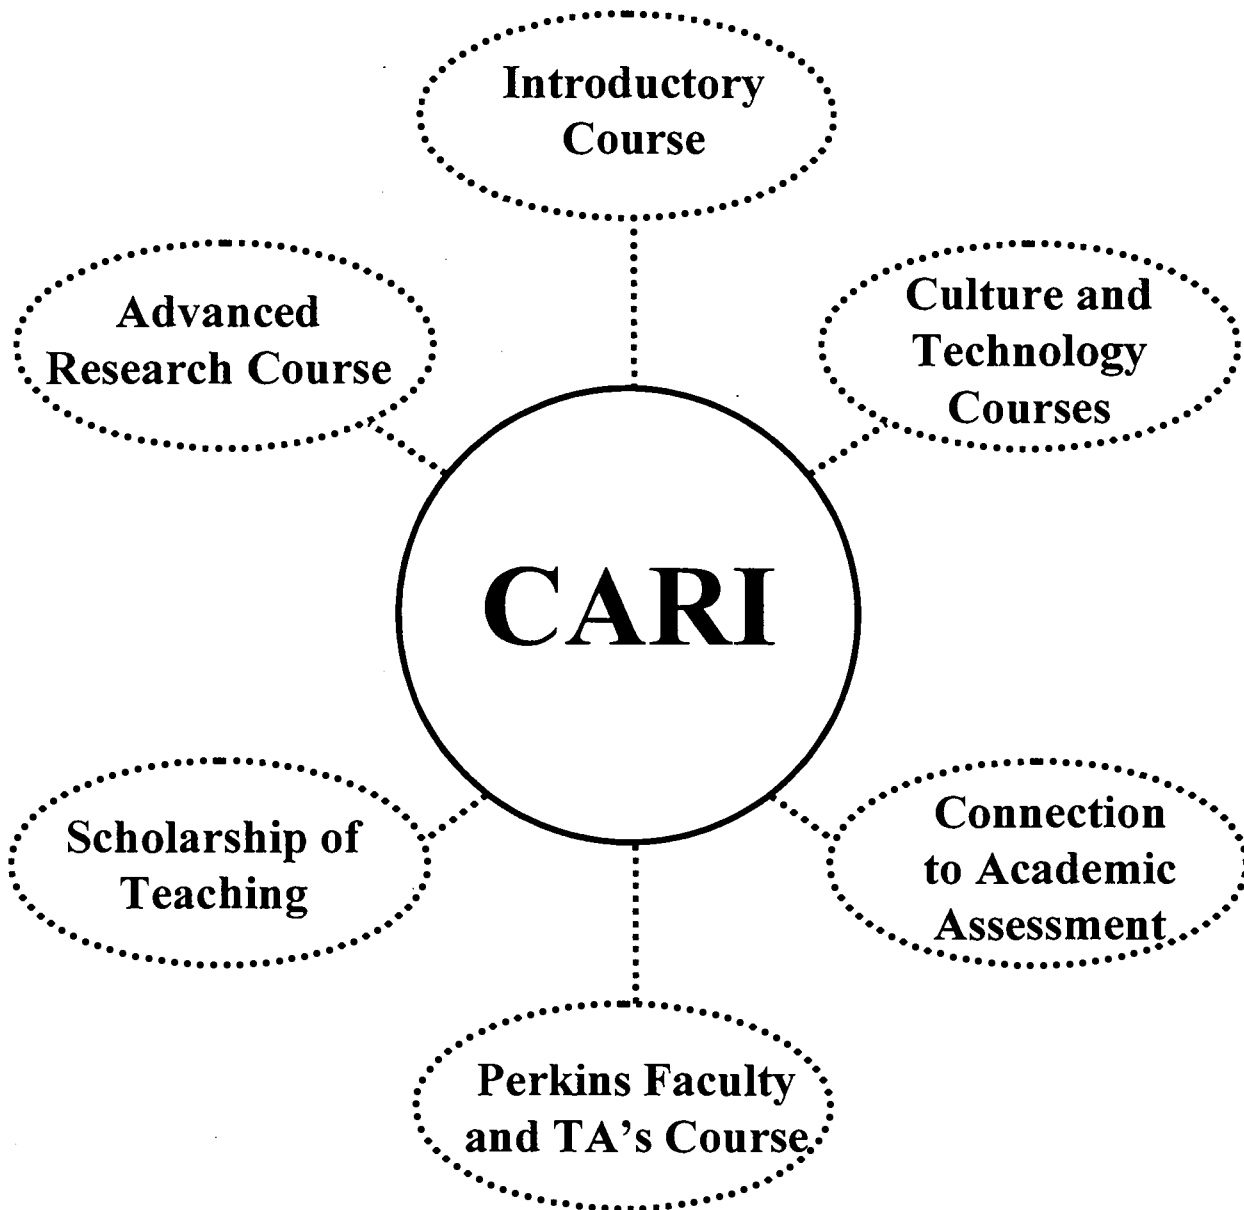 Introductory
Course
Advanced
Research Course
Culture and
Technology
Courses
CARI
Scholarship of
Teaching
Connection
to Academic
Assessment
Perkins Faculty
and TA's Course